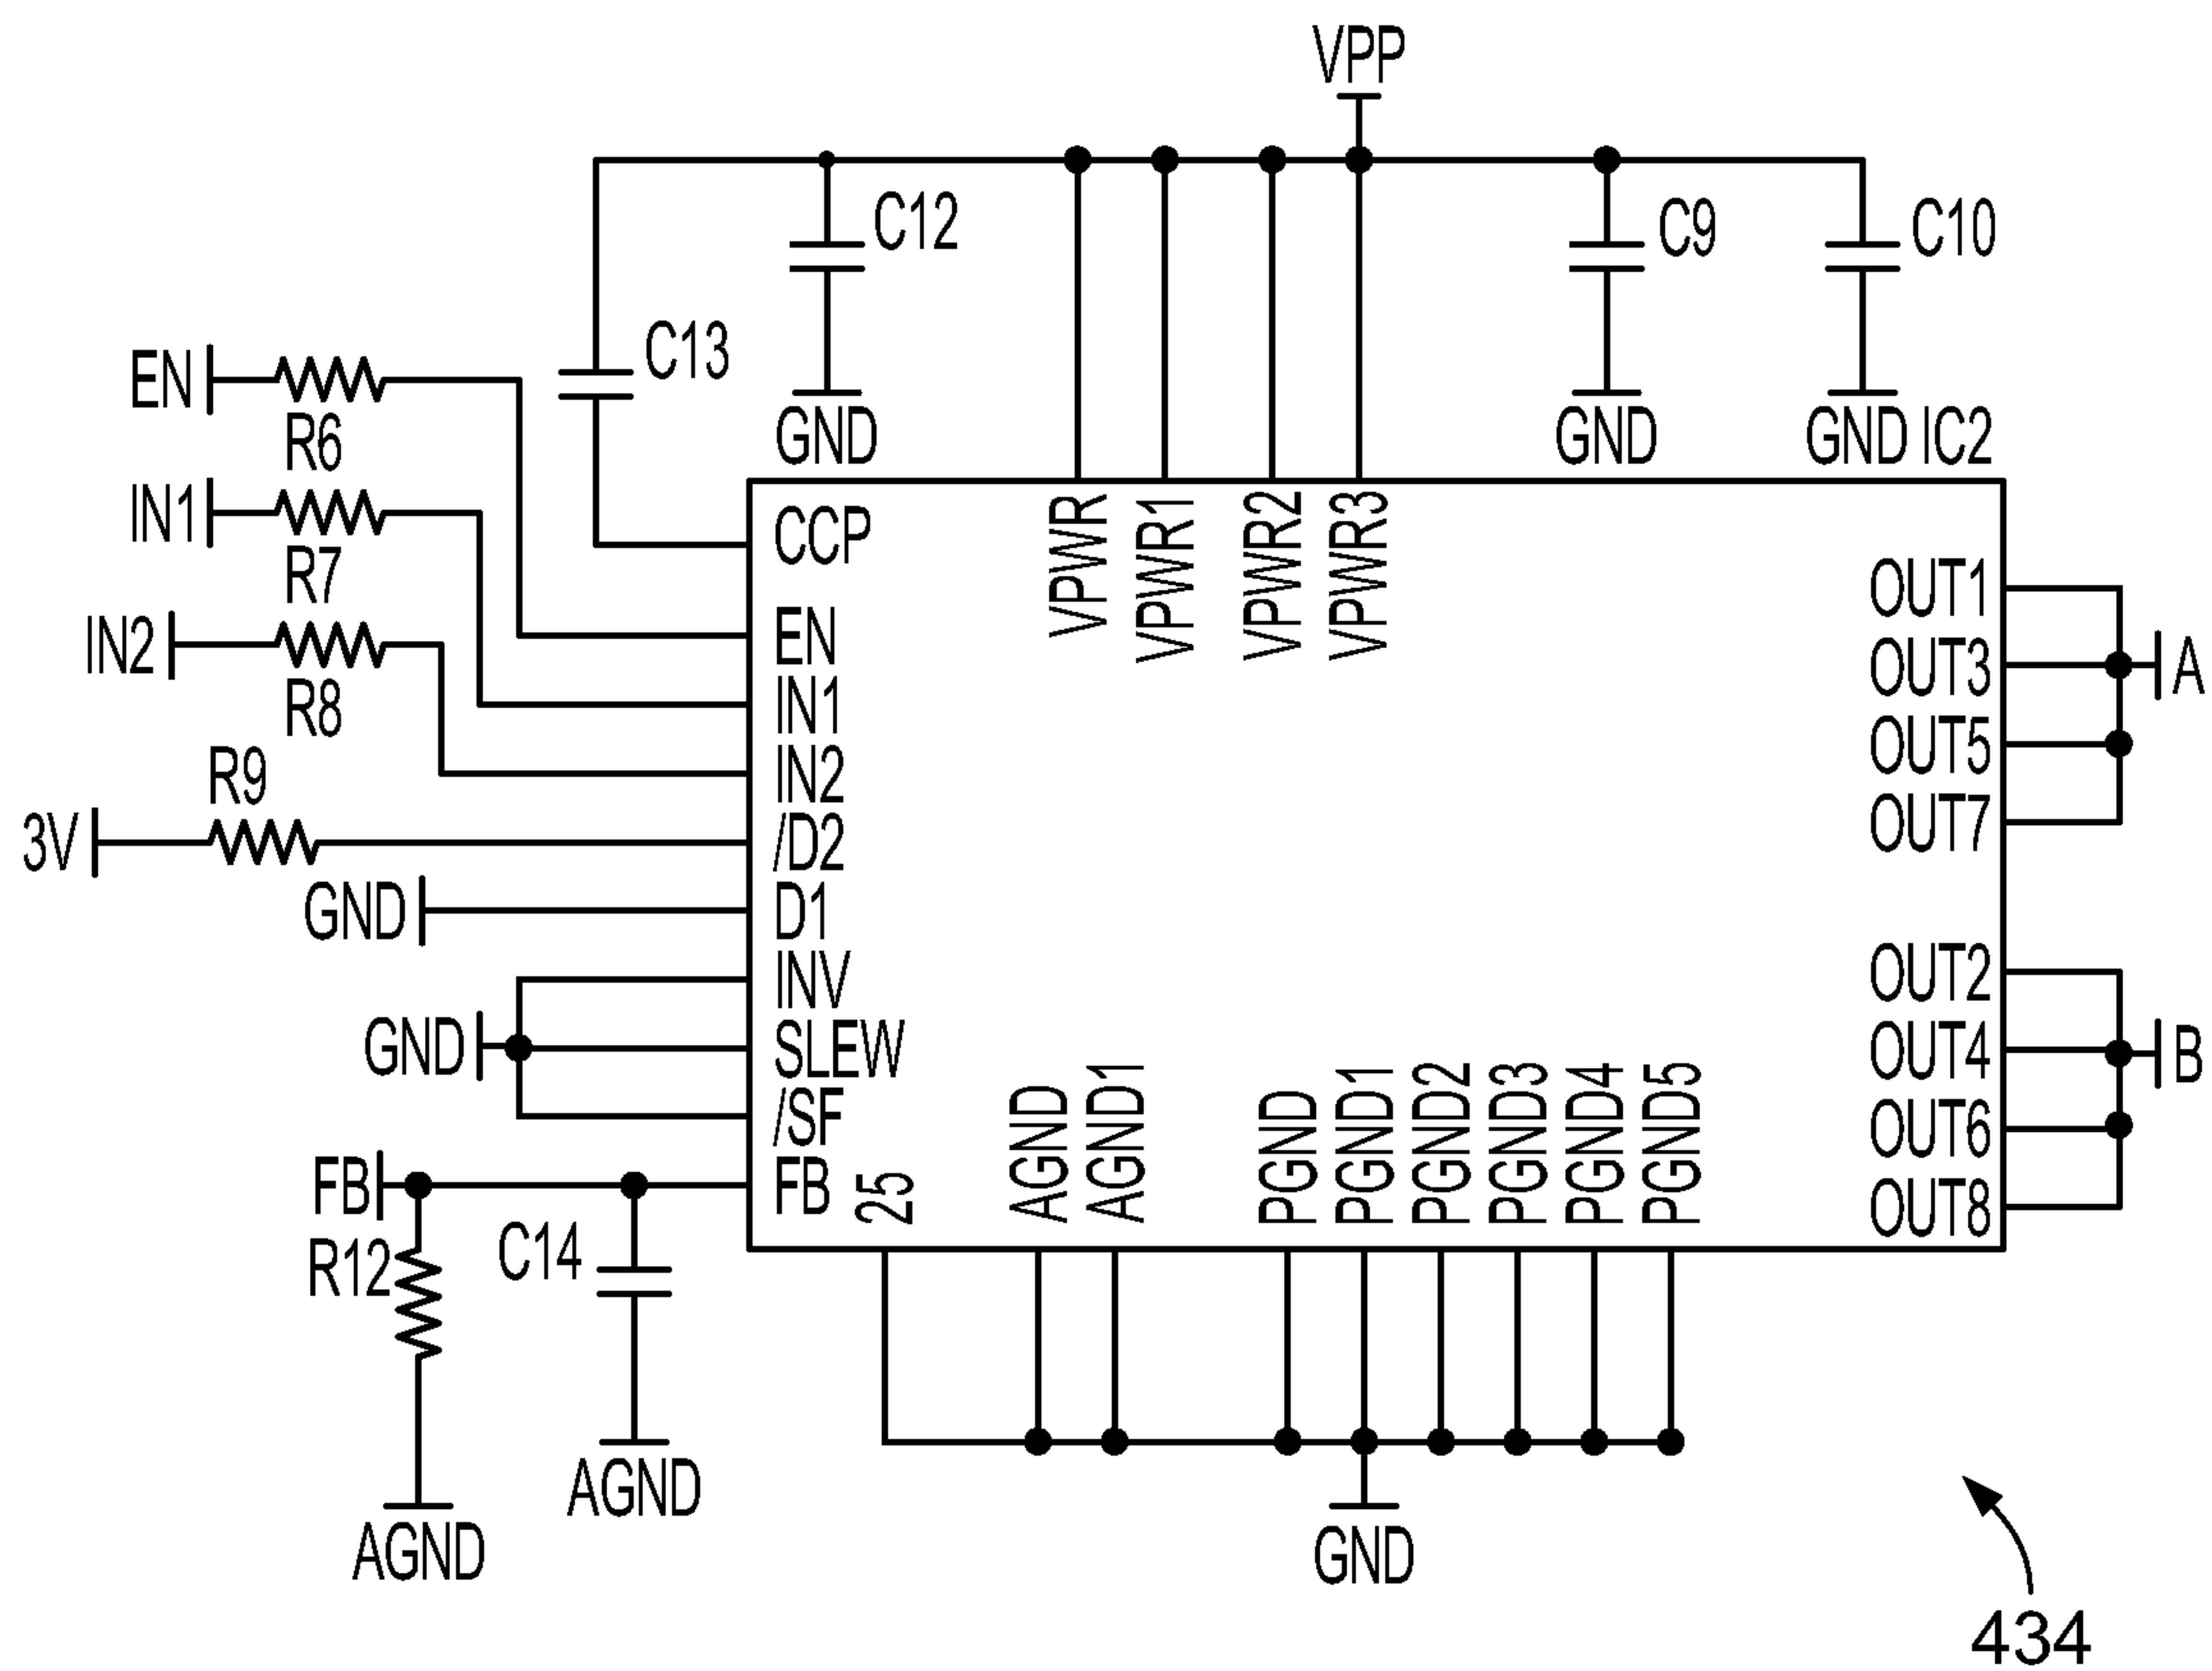 VPP
C12
C9
C10
C13
EN
R6
GND
GND
GND
IC2
IN1
R7
IN2
R8
R9
3V
GND
GND
FB
R12
C14
AGND
AGND
CCP
EN
IN1
IN2
/D2
D1
INV
SLEW
/SF
FB
VPWR
VPWR1
VPWR2
VPWR3
OUT1
OUT3
OUT5
OUT7
A
OUT2
OUT4
OUT6
OUT8
B
25
AGND
AGND1
PGND
PGND1
PGND2
PGND3
PGND4
PGND5
GND
434